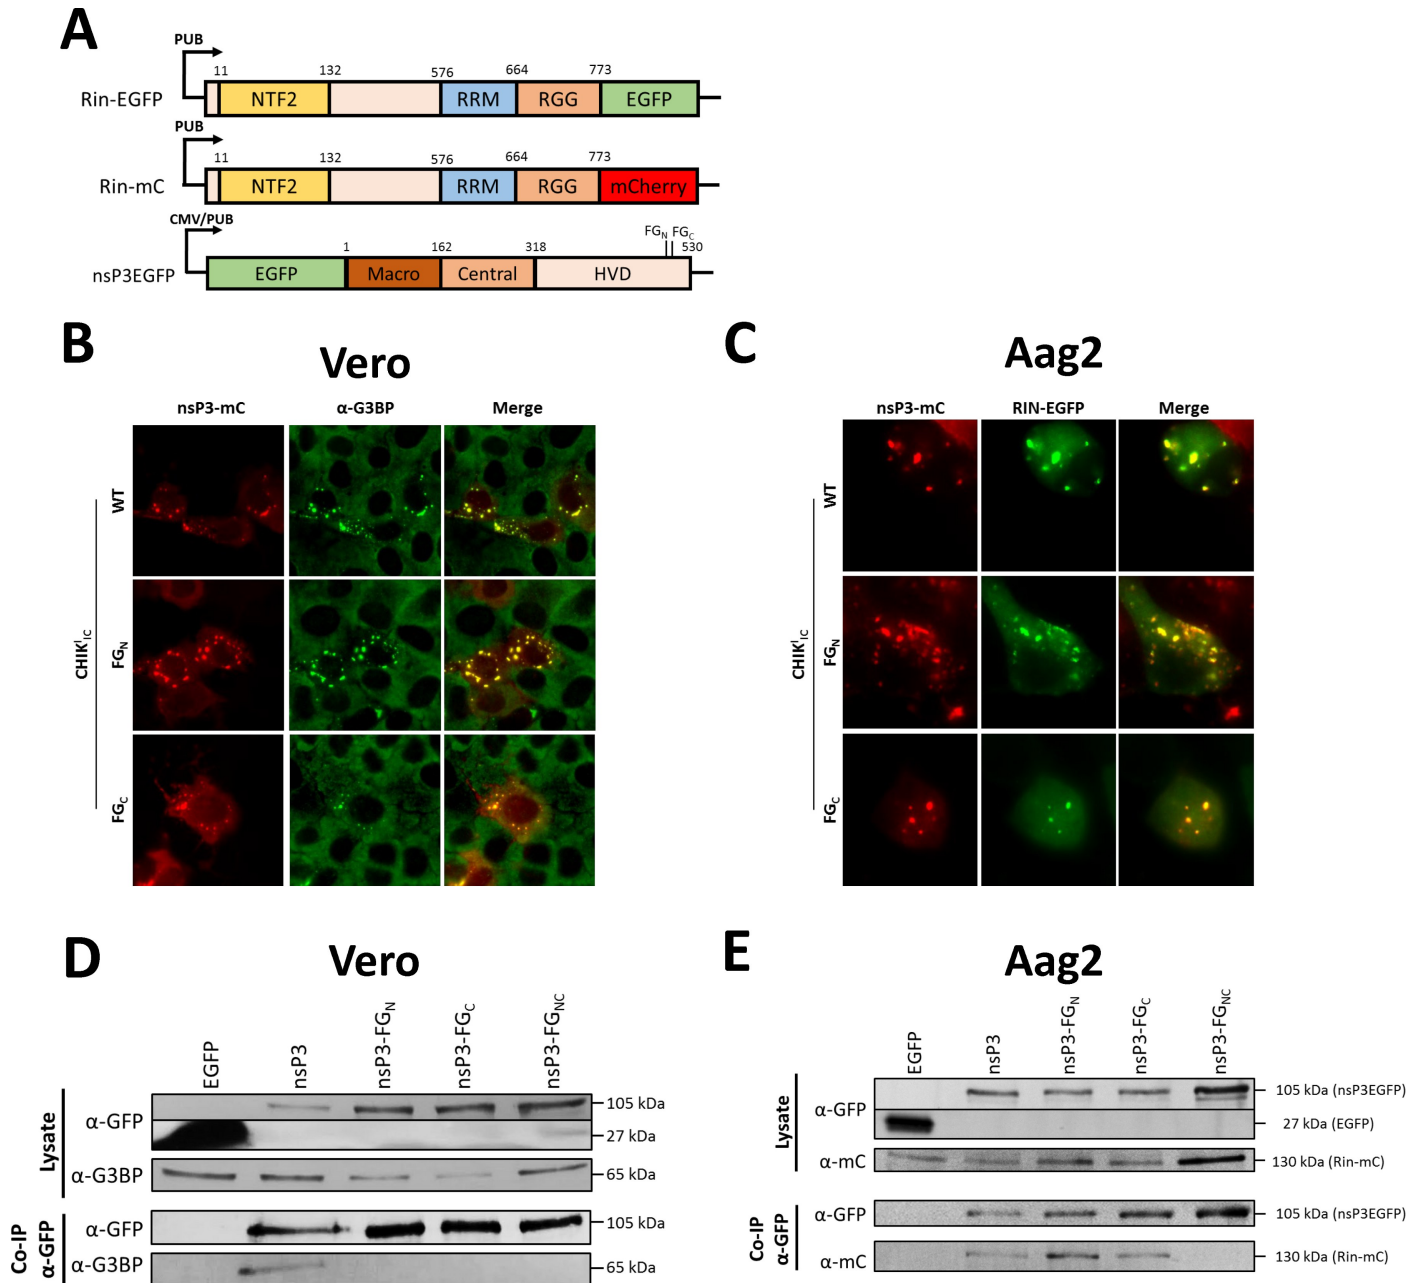 A
PUB
11 132 576 664 773
Rin-EGFP NTF2 RRM RGG EGFP
PUB
11 132 576 664 773
Rin-mC NTF2 RRM RGG mCherry
CMV/PUB
1 162 318 FGN FGC 530
nsP3EGFP EGFP Macro Central HVD
B
Vero
nsP3-mC α-G3BP Merge
CHIKIIC
WT
FGN
FGC
C
Aag2
nsP3-mC RIN-EGFP Merge
CHIKIIC
WT
FGN
FGC
D
Vero
EGFP nsP3 nsP3-FGN nsP3-FGC nsP3-FGNC
Lysate
α-GFP 105 kDa
27 kDa
α-G3BP 65 kDa
Co-IP
α-GFP
α-GFP 105 kDa
α-G3BP 65 kDa
E
Aag2
EGFP nsP3 nsP3-FGN nsP3-FGC nsP3-FGNC
Lysate
α-GFP 105 kDa (nsP3EGFP)
27 kDa (EGFP)
α-mC 130 kDa (Rin-mC)
Co-IP
α-GFP
α-GFP 105 kDa (nsP3EGFP)
α-mC 130 kDa (Rin-mC)